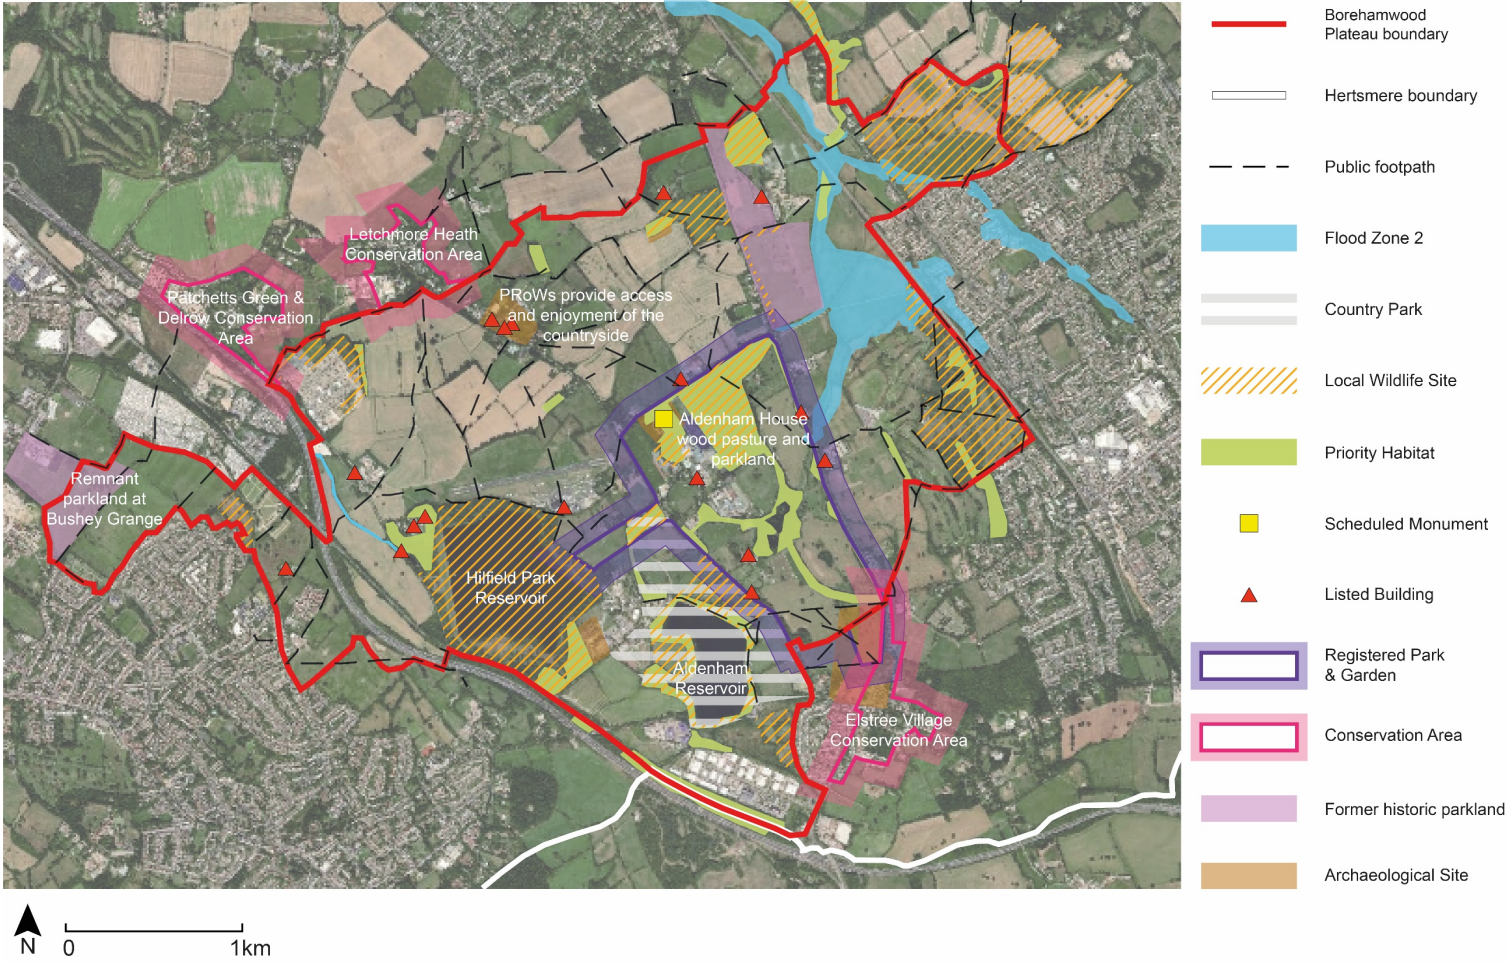 Letchmore Heath
Conservation Area
Patchetts Green &
Delrow Conservation
Area
PRoWs provide access
and enjoyment of the
countryside
Aldenham House
wood pasture and
parkland
Remnant
parkland at
Bushey Grange
Hilfield Park
Reservoir
Aldenham
Reservoir
Elstree Village
Conservation Area
Borehamwood
Plateau boundary
Hertsmere boundary
Public footpath
Flood Zone 2
Country Park
Local Wildlife Site
Priority Habitat
Scheduled Monument
Listed Building
Registered Park
& Garden
Conservation Area
Former historic parkland
Archaeological Site
N
0 1km